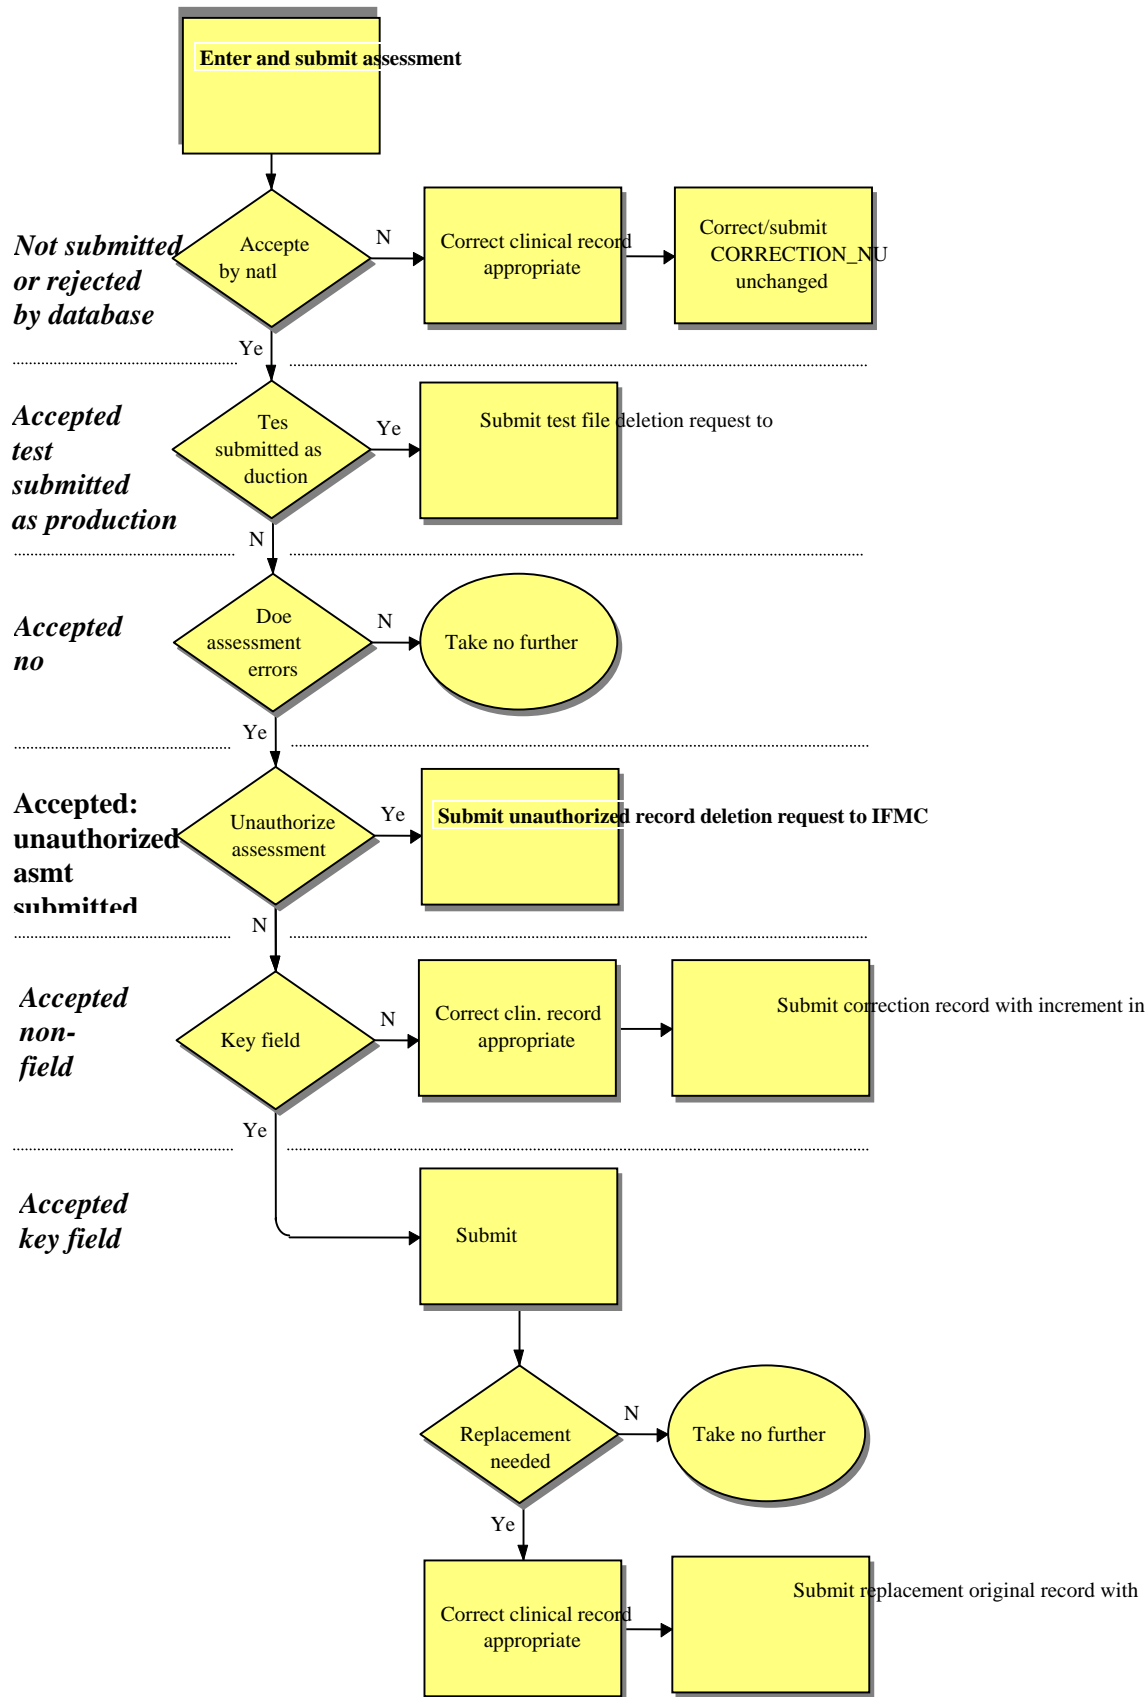 Enter and submit assessment
Not submitted
or rejected
by database
Accepte
by natl
N
Correct clinical record
appropriate
Correct/submit
CORRECTION_NU
unchanged
Ye
Accepted
test
submitted
as production
Tes
submitted as
duction
Ye
Submit test file deletion request to
N
Accepted
no
Doe
assessment
errors
N
Take no further
Ye
Accepted:
unauthorized
asmt
submitted
Unauthorize
assessment
Ye
Submit unauthorized record deletion request to IFMC
N
Accepted
non-
field
Key field
N
Correct clin. record
appropriate
Submit correction record with increment in
Ye
Accepted
key field
Submit
Replacement
needed
N
Take no further
Ye
Correct clinical record
appropriate
Submit replacement original record with